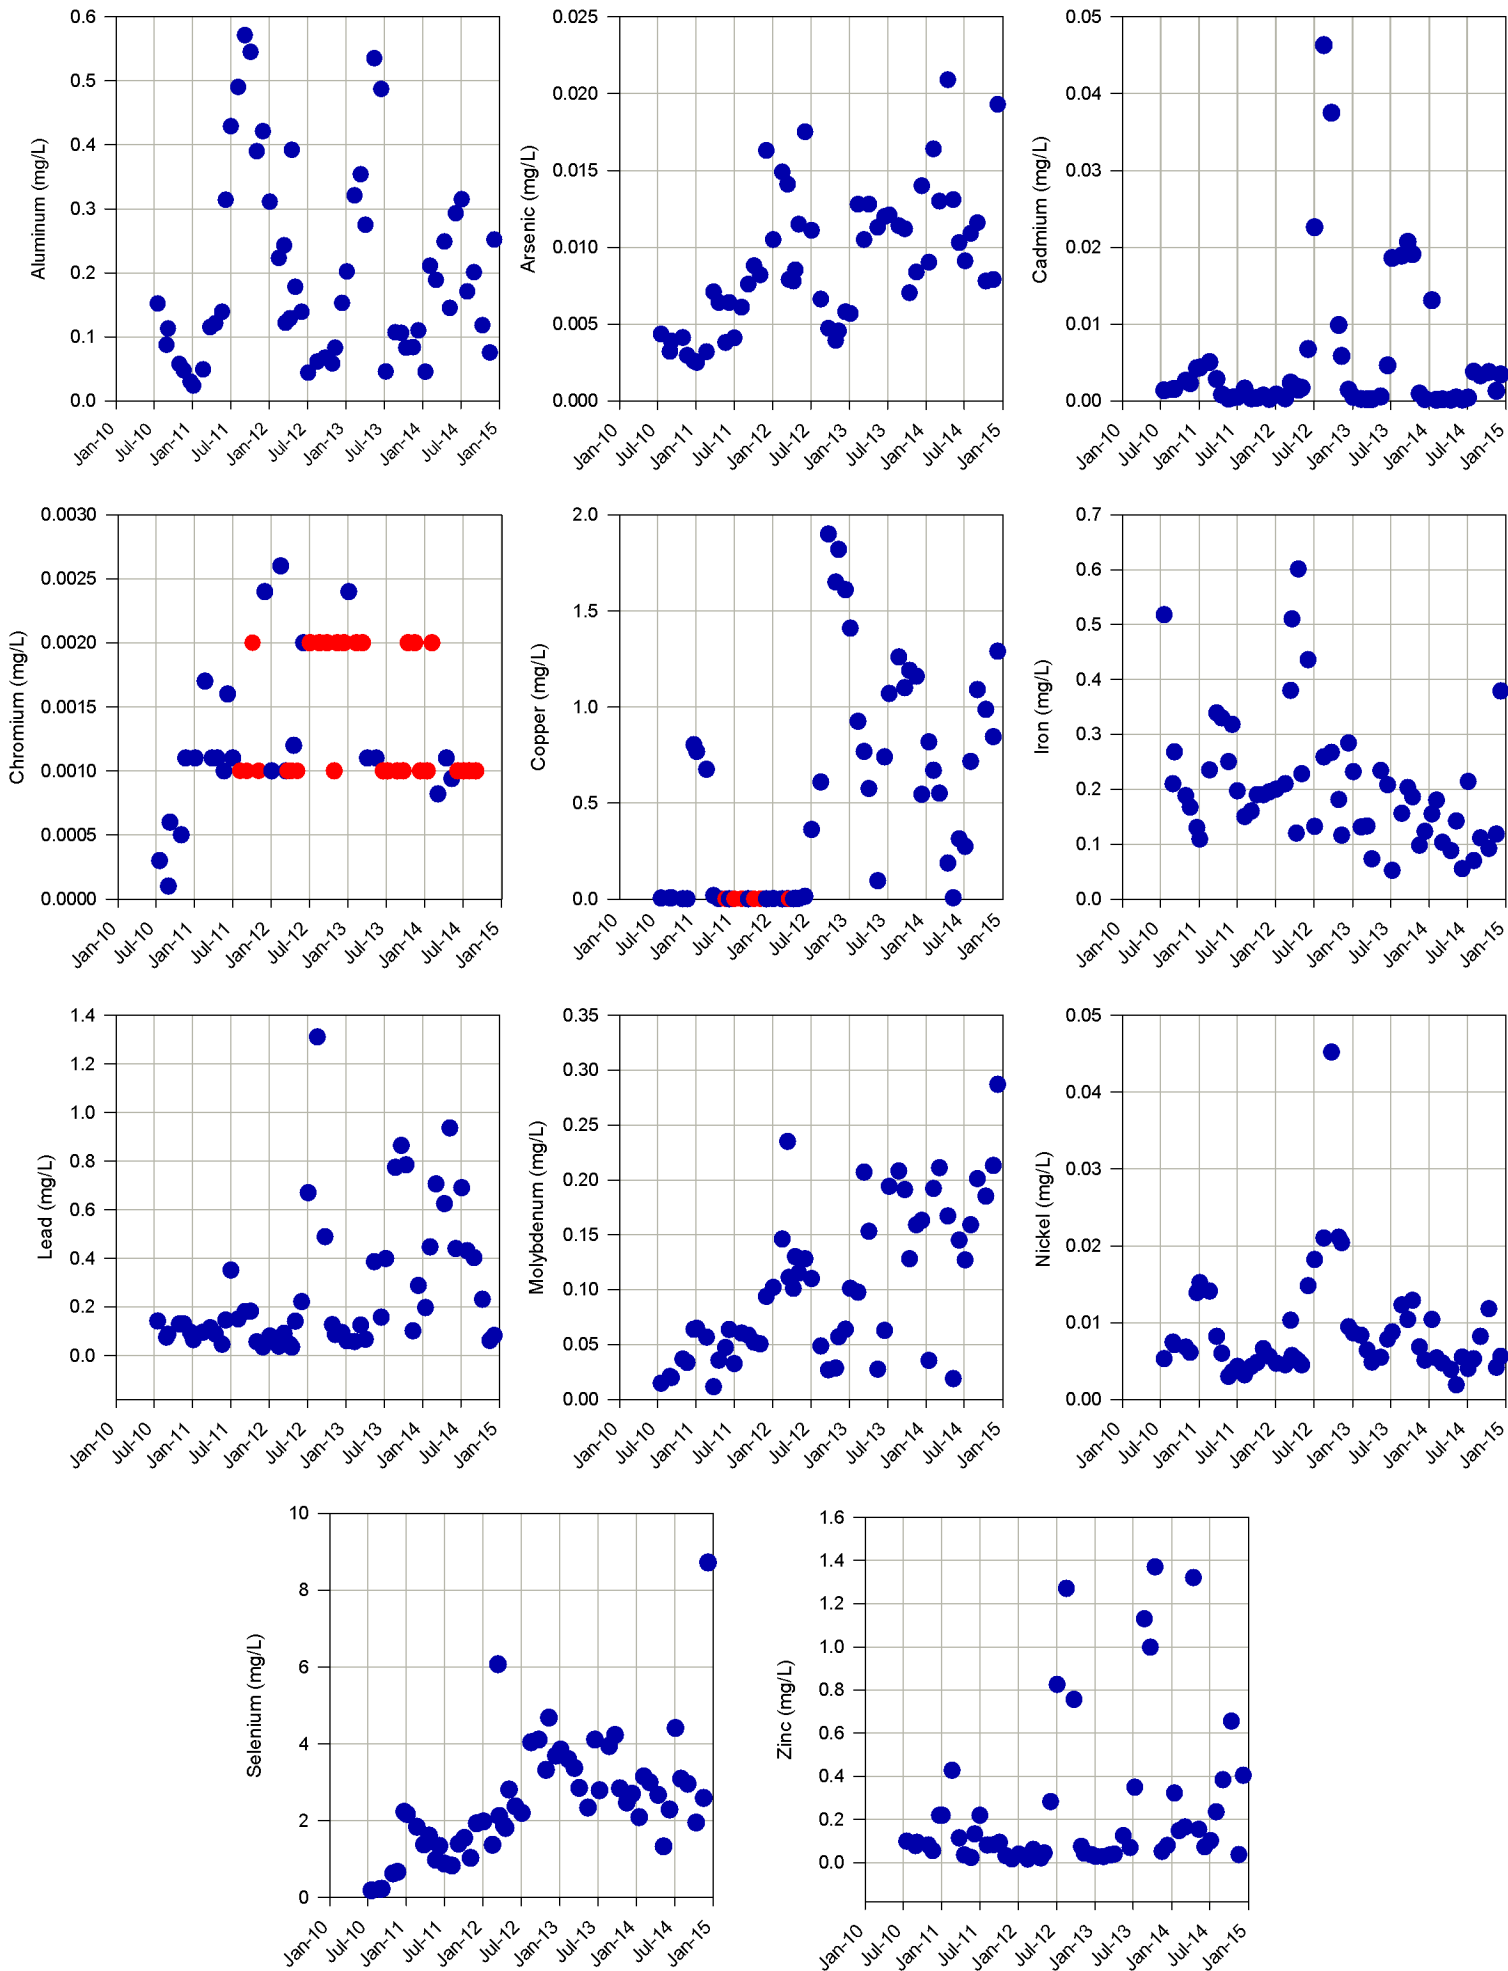 Aluminum (mg/L)
0.6
0.5
0.4
0.3
0.2
0.1
0.0
Jan-10
Jul-10
Jan-11
Jul-11
Jan-12
Jul-12
Jan-13
Jul-13
Jan-14
Jul-14
Jan-15
Arsenic (mg/L)
0.025
0.020
0.015
0.010
0.005
0.000
Jan-10
Jul-10
Jan-11
Jul-11
Jan-12
Jul-12
Jan-13
Jul-13
Jan-14
Jul-14
Jan-15
Cadmium (mg/L)
0.05
0.04
0.03
0.02
0.01
0.00
Jan-10
Jul-10
Jan-11
Jul-11
Jan-12
Jul-12
Jan-13
Jul-13
Jan-14
Jul-14
Jan-15
Chromium (mg/L)
0.0030
0.0025
0.0020
0.0015
0.0010
0.0005
0.0000
Jan-10
Jul-10
Jan-11
Jul-11
Jan-12
Jul-12
Jan-13
Jul-13
Jan-14
Jul-14
Jan-15
Copper (mg/L)
2.0
1.5
1.0
0.5
0.0
Jan-10
Jul-10
Jan-11
Jul-11
Jan-12
Jul-12
Jan-13
Jul-13
Jan-14
Jul-14
Jan-15
Iron (mg/L)
0.7
0.6
0.5
0.4
0.3
0.2
0.1
0.0
Jan-10
Jul-10
Jan-11
Jul-11
Jan-12
Jul-12
Jan-13
Jul-13
Jan-14
Jul-14
Jan-15
Lead (mg/L)
1.4
1.2
1.0
0.8
0.6
0.4
0.2
0.0
Jan-10
Jul-10
Jan-11
Jul-11
Jan-12
Jul-12
Jan-13
Jul-13
Jan-14
Jul-14
Jan-15
Molybdenum (mg/L)
0.35
0.30
0.25
0.20
0.15
0.10
0.05
0.00
Jan-10
Jul-10
Jan-11
Jul-11
Jan-12
Jul-12
Jan-13
Jul-13
Jan-14
Jul-14
Jan-15
Nickel (mg/L)
0.05
0.04
0.03
0.02
0.01
0.00
Jan-10
Jul-10
Jan-11
Jul-11
Jan-12
Jul-12
Jan-13
Jul-13
Jan-14
Jul-14
Jan-15
Selenium (mg/L)
10
8
6
4
2
0
Jan-10
Jul-10
Jan-11
Jul-11
Jan-12
Jul-12
Jan-13
Jul-13
Jan-14
Jul-14
Jan-15
Zinc (mg/L)
1.6
1.4
1.2
1.0
0.8
0.6
0.4
0.2
0.0
Jan-10
Jul-10
Jan-11
Jul-11
Jan-12
Jul-12
Jan-13
Jul-13
Jan-14
Jul-14
Jan-15